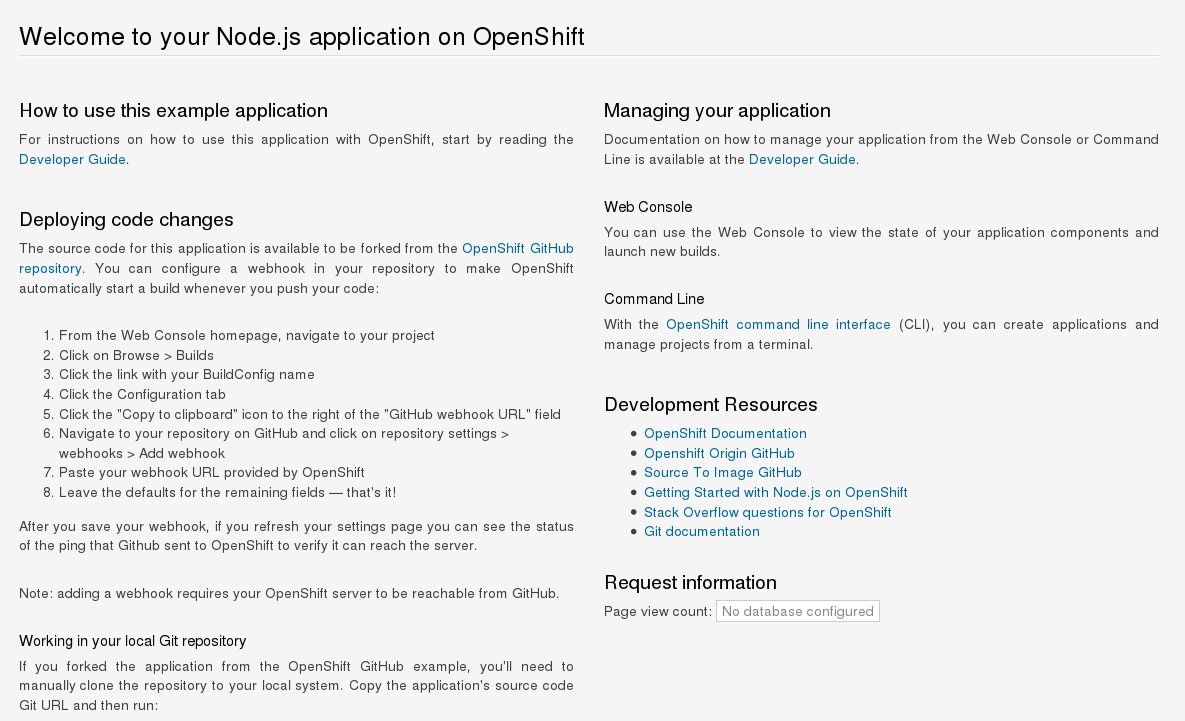 Welcome to your Node.js application on OpenShift
How to use this example application
For instructions on how to use this application with OpenShift, start by reading the
Developer Guide.
Deploying code changes
The source code for this application is available to be forked from the OpenShift GitHub
repository. You can configure a webhook in your repository to make OpenShift
automatically start a build whenever you push your code:
1. From the Web Console homepage, navigate to your project
2. Click on Browse > Builds
3. Click the link with your BuildConfig name
4. Click the Configuration tab
5. Click the "Copy to clipboard" icon to the right of the "GitHub webhook URL" field
6. Navigate to your repository on GitHub and click on repository settings >
webhooks > Add webhook
7. Paste your webhook URL provided by OpenShift
8. Leave the defaults for the remaining fields — that's it!
After you save your webhook, if you refresh your settings page you can see the status
of the ping that Github sent to OpenShift to verify it can reach the server.
Note: adding a webhook requires your OpenShift server to be reachable from GitHub.
Working in your local Git repository
If you forked the application from the OpenShift GitHub example, you'll need to
manually clone the repository to your local system. Copy the application's source code
Git URL and then run:
Managing your application
Documentation on how to manage your application from the Web Console or Command
Line is available at the Developer Guide.
Web Console
You can use the Web Console to view the state of your application components and
launch new builds.
Command Line
With the OpenShift command line interface (CLI), you can create applications and
manage projects from a terminal.
Development Resources
• OpenShift Documentation
• Openshift Origin GitHub
• Source To Image GitHub
• Getting Started with Node.js on OpenShift
• Stack Overflow questions for OpenShift
• Git documentation
Request information
Page view count: No database configured